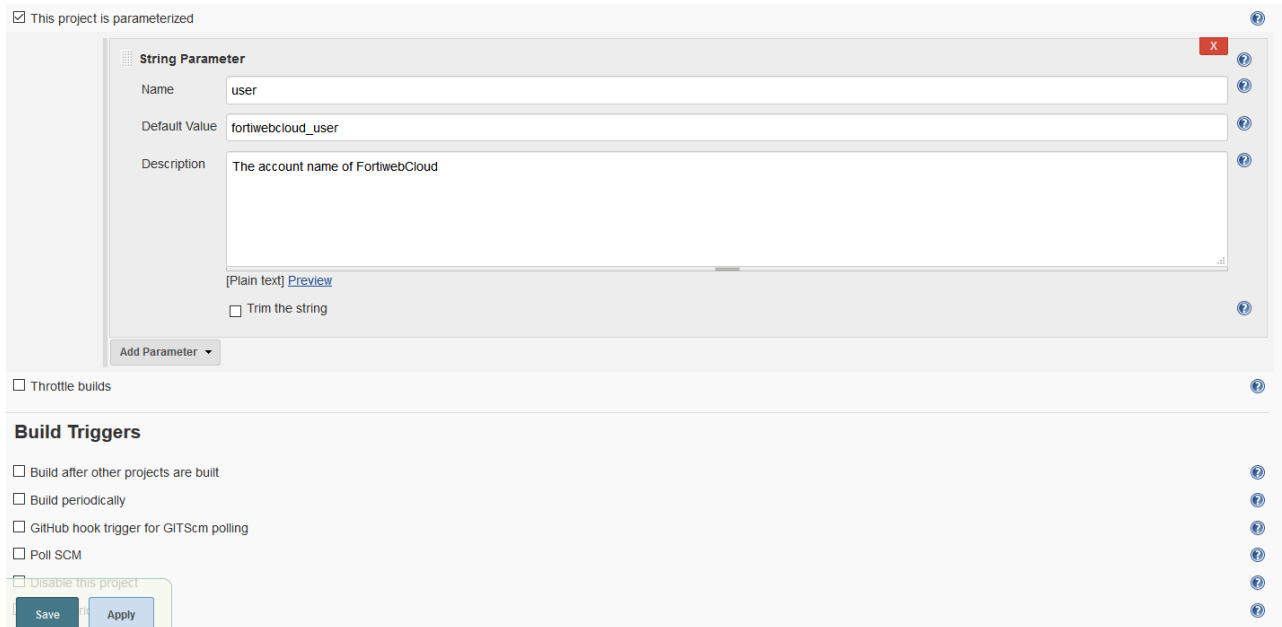 This project is parameterized
X
String Parameter
Name user
Default Value fortiwebcloud_user
Description The account name of FortiwebCloud
[Plain text] Preview
Trim the string
Add Parameter
Throttle builds
Build Triggers
Build after other projects are built
Build periodically
GitHub hook trigger for GITScm polling
Poll SCM
Disable this project
Save Apply